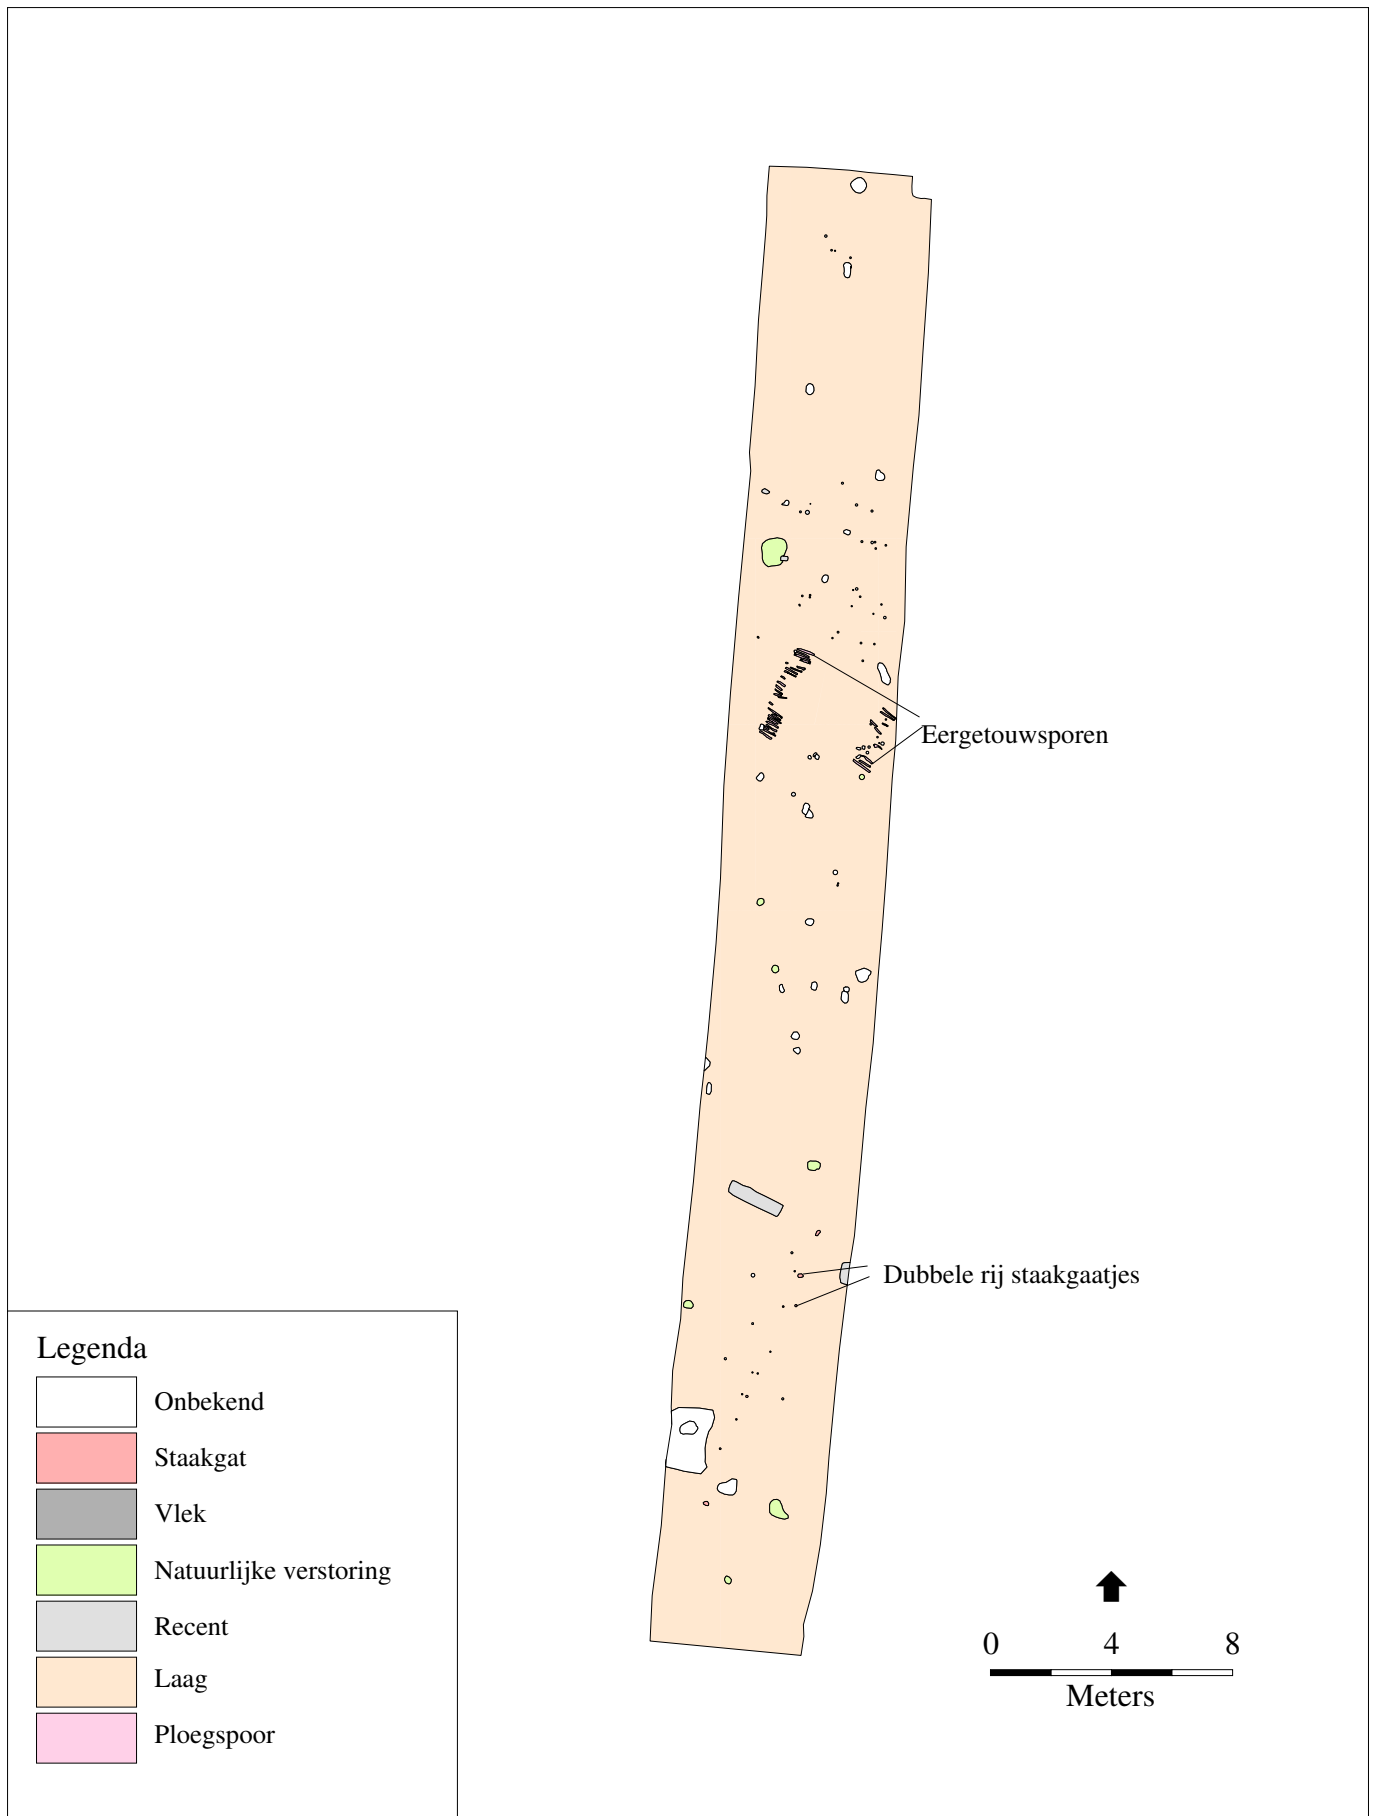 Eergetouwsporen
Dubbele rij staakgaatjes
Legenda
Onbekend
Staakgat
Vlek
Natuurlijke verstoring
Recent
Laag
Ploegspoor
0 4 8
Meters